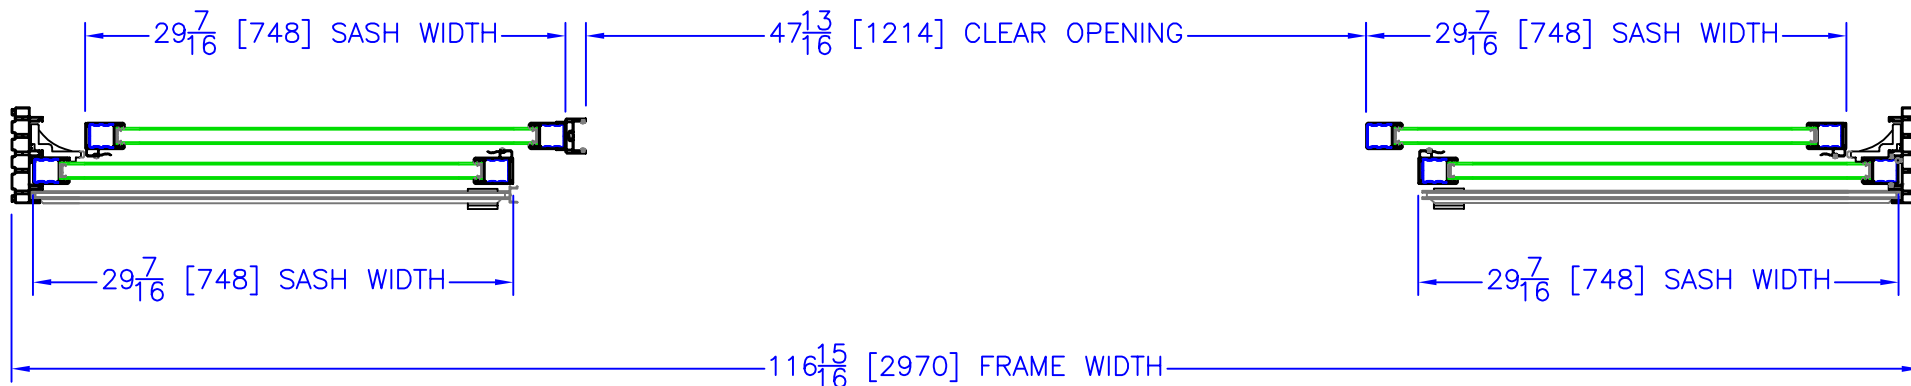 29 7/16 [748] SASH WIDTH
47 13/16 [1214] CLEAR OPENING
29 7/16 [748] SASH WIDTH
29 7/16 [748] SASH WIDTH
29 7/16 [748] SASH WIDTH
116 15/16 [2970] FRAME WIDTH